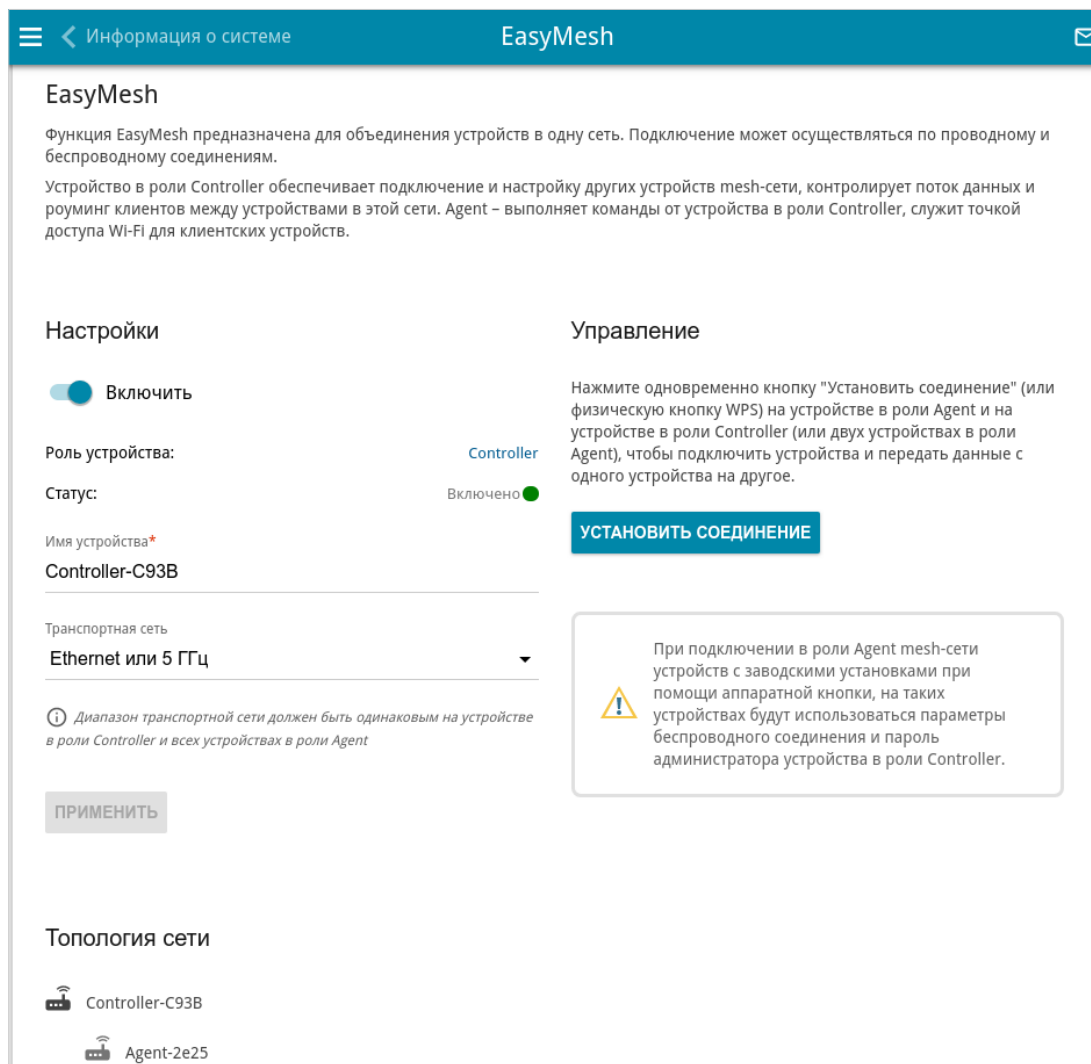 Информация о системе
EasyMesh
EasyMesh
Функция EasyMesh предназначена для объединения устройств в одну сеть. Подключение может осуществляться по проводному и
беспроводному соединениям.
Устройство в роли Controller обеспечивает подключение и настройку других устройств mesh-сети, контролирует поток данных и
роуминг клиентов между устройствами в этой сети. Agent – выполняет команды от устройства в роли Controller, служит точкой
доступа Wi-Fi для клиентских устройств.
Настройки
Включить
Роль устройства:
Controller
Статус:
Включено
Имя устройства*
Controller-C93B
Транспортная сеть
Ethernet или 5 ГГц
Диапазон транспортной сети должен быть одинаковым на устройстве
в роли Controller и всех устройствах в роли Agent
ПРИМЕНИТЬ
Управление
Нажмите одновременно кнопку "Установить соединение" (или
физическую кнопку WPS) на устройстве в роли Agent и на
устройстве в роли Controller (или двух устройствах в роли
Agent), чтобы подключить устройства и передать данные с
одного устройства на другое.
УСТАНОВИТЬ СОЕДИНЕНИЕ
При подключении в роли Agent mesh-сети
устройств с заводскими установками при
помощи аппаратной кнопки, на таких
устройствах будут использоваться параметры
беспроводного соединения и пароль
администратора устройства в роли Controller.
Топология сети
Controller-C93B
Agent-2e25